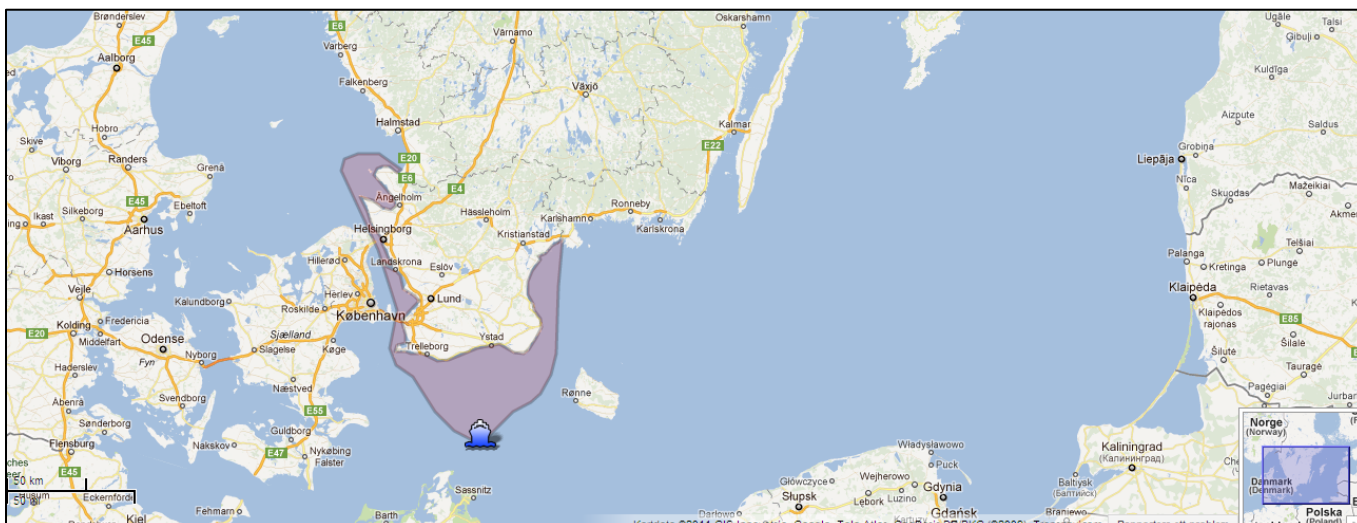 Brønderslev
E45
Aalborg
Hobro
Skive
Viborg
Randers
Grenå
E45
Ikast
Silkeborg
Ebeltoft
Aarhus
Horsens
Vejle
Kalundborg
Fredericia
Kolding
E20
Middelfart
Odense
Nyborg
Fyn
Haderslev
Svendborg
Åbenrå
Sønderborg
Flensburg
E45
Husum
Eckernförde
Kiel
50 km
50
E6
Varberg
Falkenberg
Halmstad
E20
E6
Ängelholm
Helsingborg
Hillerød
Landskrona
Herlev
Roskilde
København
Sjælland
Slagelse
Køge
Næstved
E55
Guldborg
Nakskov
E47
Nykøbing
Falster
Fehmarn
Barth
Sassnitz
Värnamo
Växjö
E4
Hässleholm
Kristianstad
Eslöv
Lund
Trelleborg
Ystad
Rønne
Oskarshamn
Kalmar
E22
Ronneby
Karlshamn
Karlskrona
Ugāle
Talsi
Kuldīga
Aizpute
Saldus
Grobiņa
Liepāja
Nīca
Skuodas
Mažeikiai
Telšiai
Palanga
Plungė
Kretinga
Klaipėda
Rietavas
Klaipėdos
rajonas
E85
Šilalė
Šilutė
Tauragė
Pagėgiai
Kaliningrad
(Калининград)
Baltiysk
(Балтийск)
Braniewo
Władysławowo
Puck
Wejherowo
Główczyce
Słupsk
Lębork
Luzino
Gdynia
Gdańsk
Darłowo
Norge
(Norway)
Danmark
(Denmark)
Polska
(Poland)